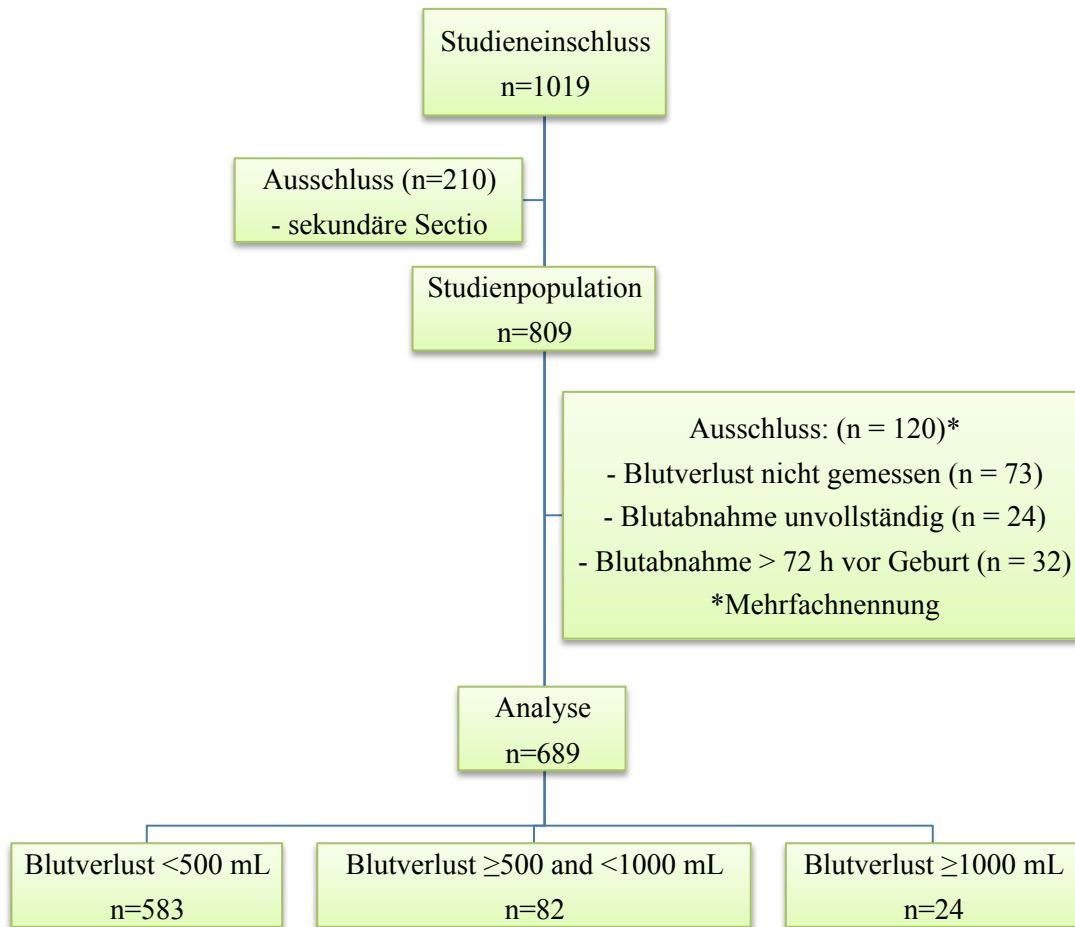 Studieneinschluss
n=1019
Ausschluss (n=210)
- sekundäre Sectio
Studienpopulation
n=809
Ausschluss: (n = 120)*
- Blutverlust nicht gemessen (n = 73)
- Blutabnahme unvollständig (n = 24)
- Blutabnahme > 72 h vor Geburt (n = 32)
*Mehrfachnennung
Analyse
n=689
Blutverlust <500 mL
n=583
Blutverlust ≥500 and <1000 mL
n=82
Blutverlust ≥1000 mL
n=24